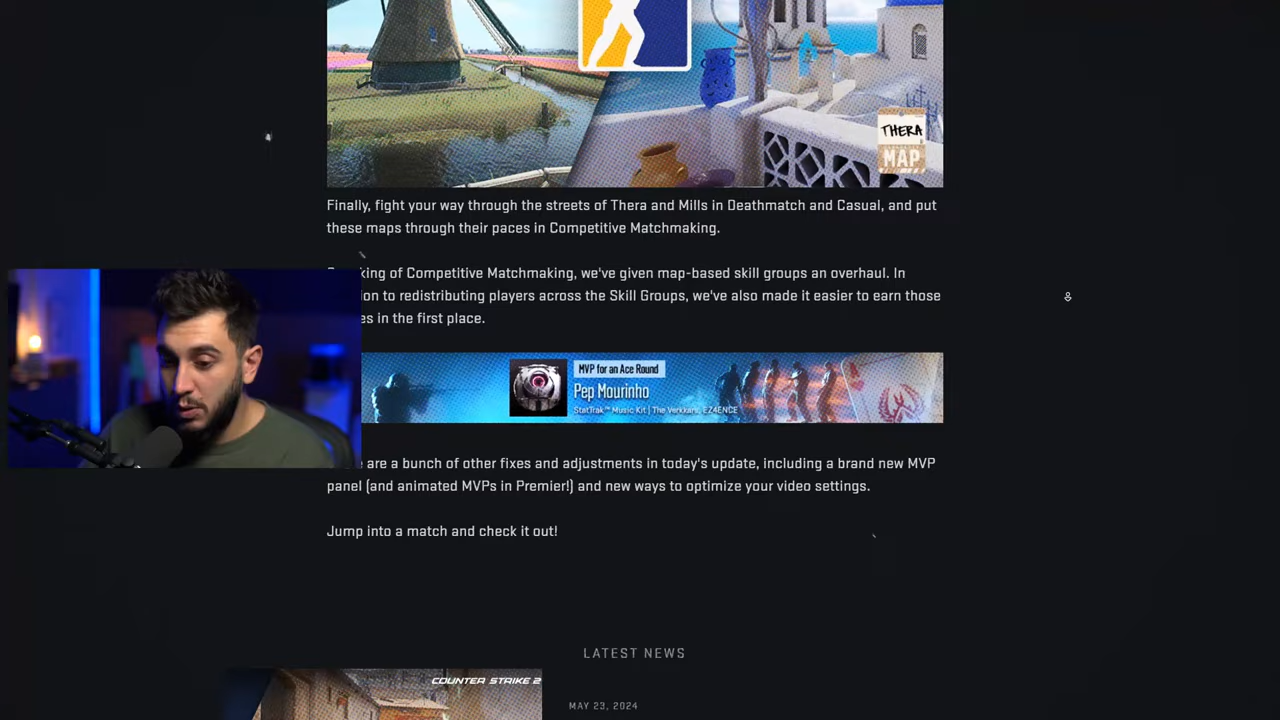 THERA
MAP
Finally, fight your way through the streets of Thera and Mills in Deathmatch and Casual, and put
these maps through their paces in Competitive Matchmaking.
king of Competitive Matchmaking, we've given map-based skill groups an overhaul. In
ion to redistributing players across the Skill Groups, we've also made it easier to earn those
es in the first place.
MVP for an Ace Round
Pep Mourinho
StatTrak™ Music Kit | The Verkkars, EZ4ENCE
are a bunch of other fixes and adjustments in today's update, including a brand new MVP
panel (and animated MVPs in Premier!) and new ways to optimize your video settings.
Jump into a match and check it out!
LATEST NEWS
COUNTER STRIKE 2
MAY 23, 2024